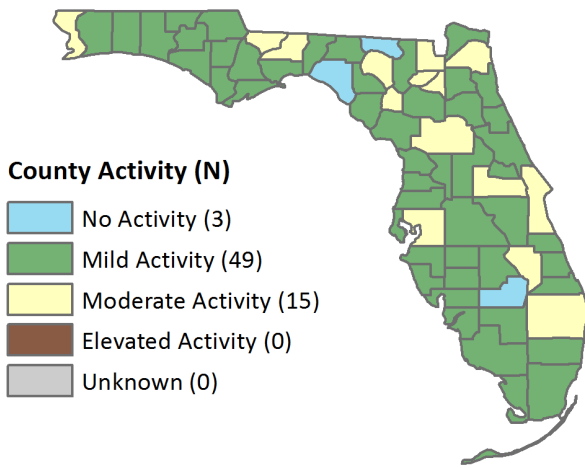 County Activity (N)
No Activity (3)
Mild Activity (49)
Moderate Activity (15)
Elevated Activity (0)
Unknown (0)